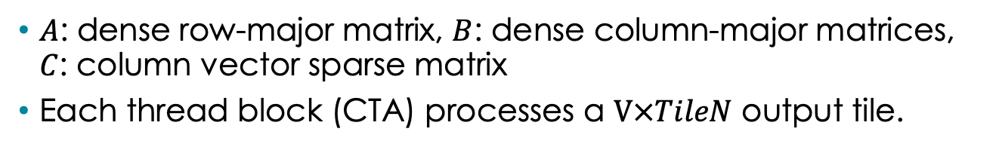 • A: dense row-major matrix, B: dense column-major matrices,
C: column vector sparse matrix
• Each thread block (CTA) processes a V×TileN output tile.